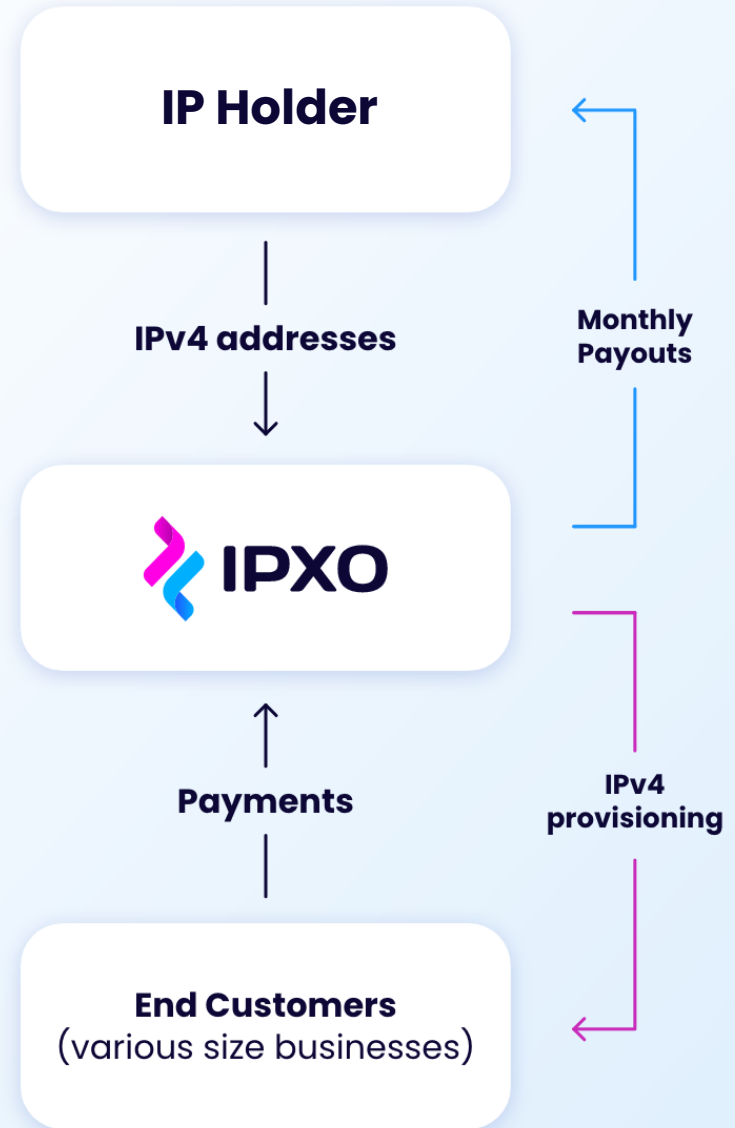 IP Holder
IPv4 addresses
Monthly
Payouts
IPXO
Payments
IPv4
provisioning
End Customers
(various size businesses)